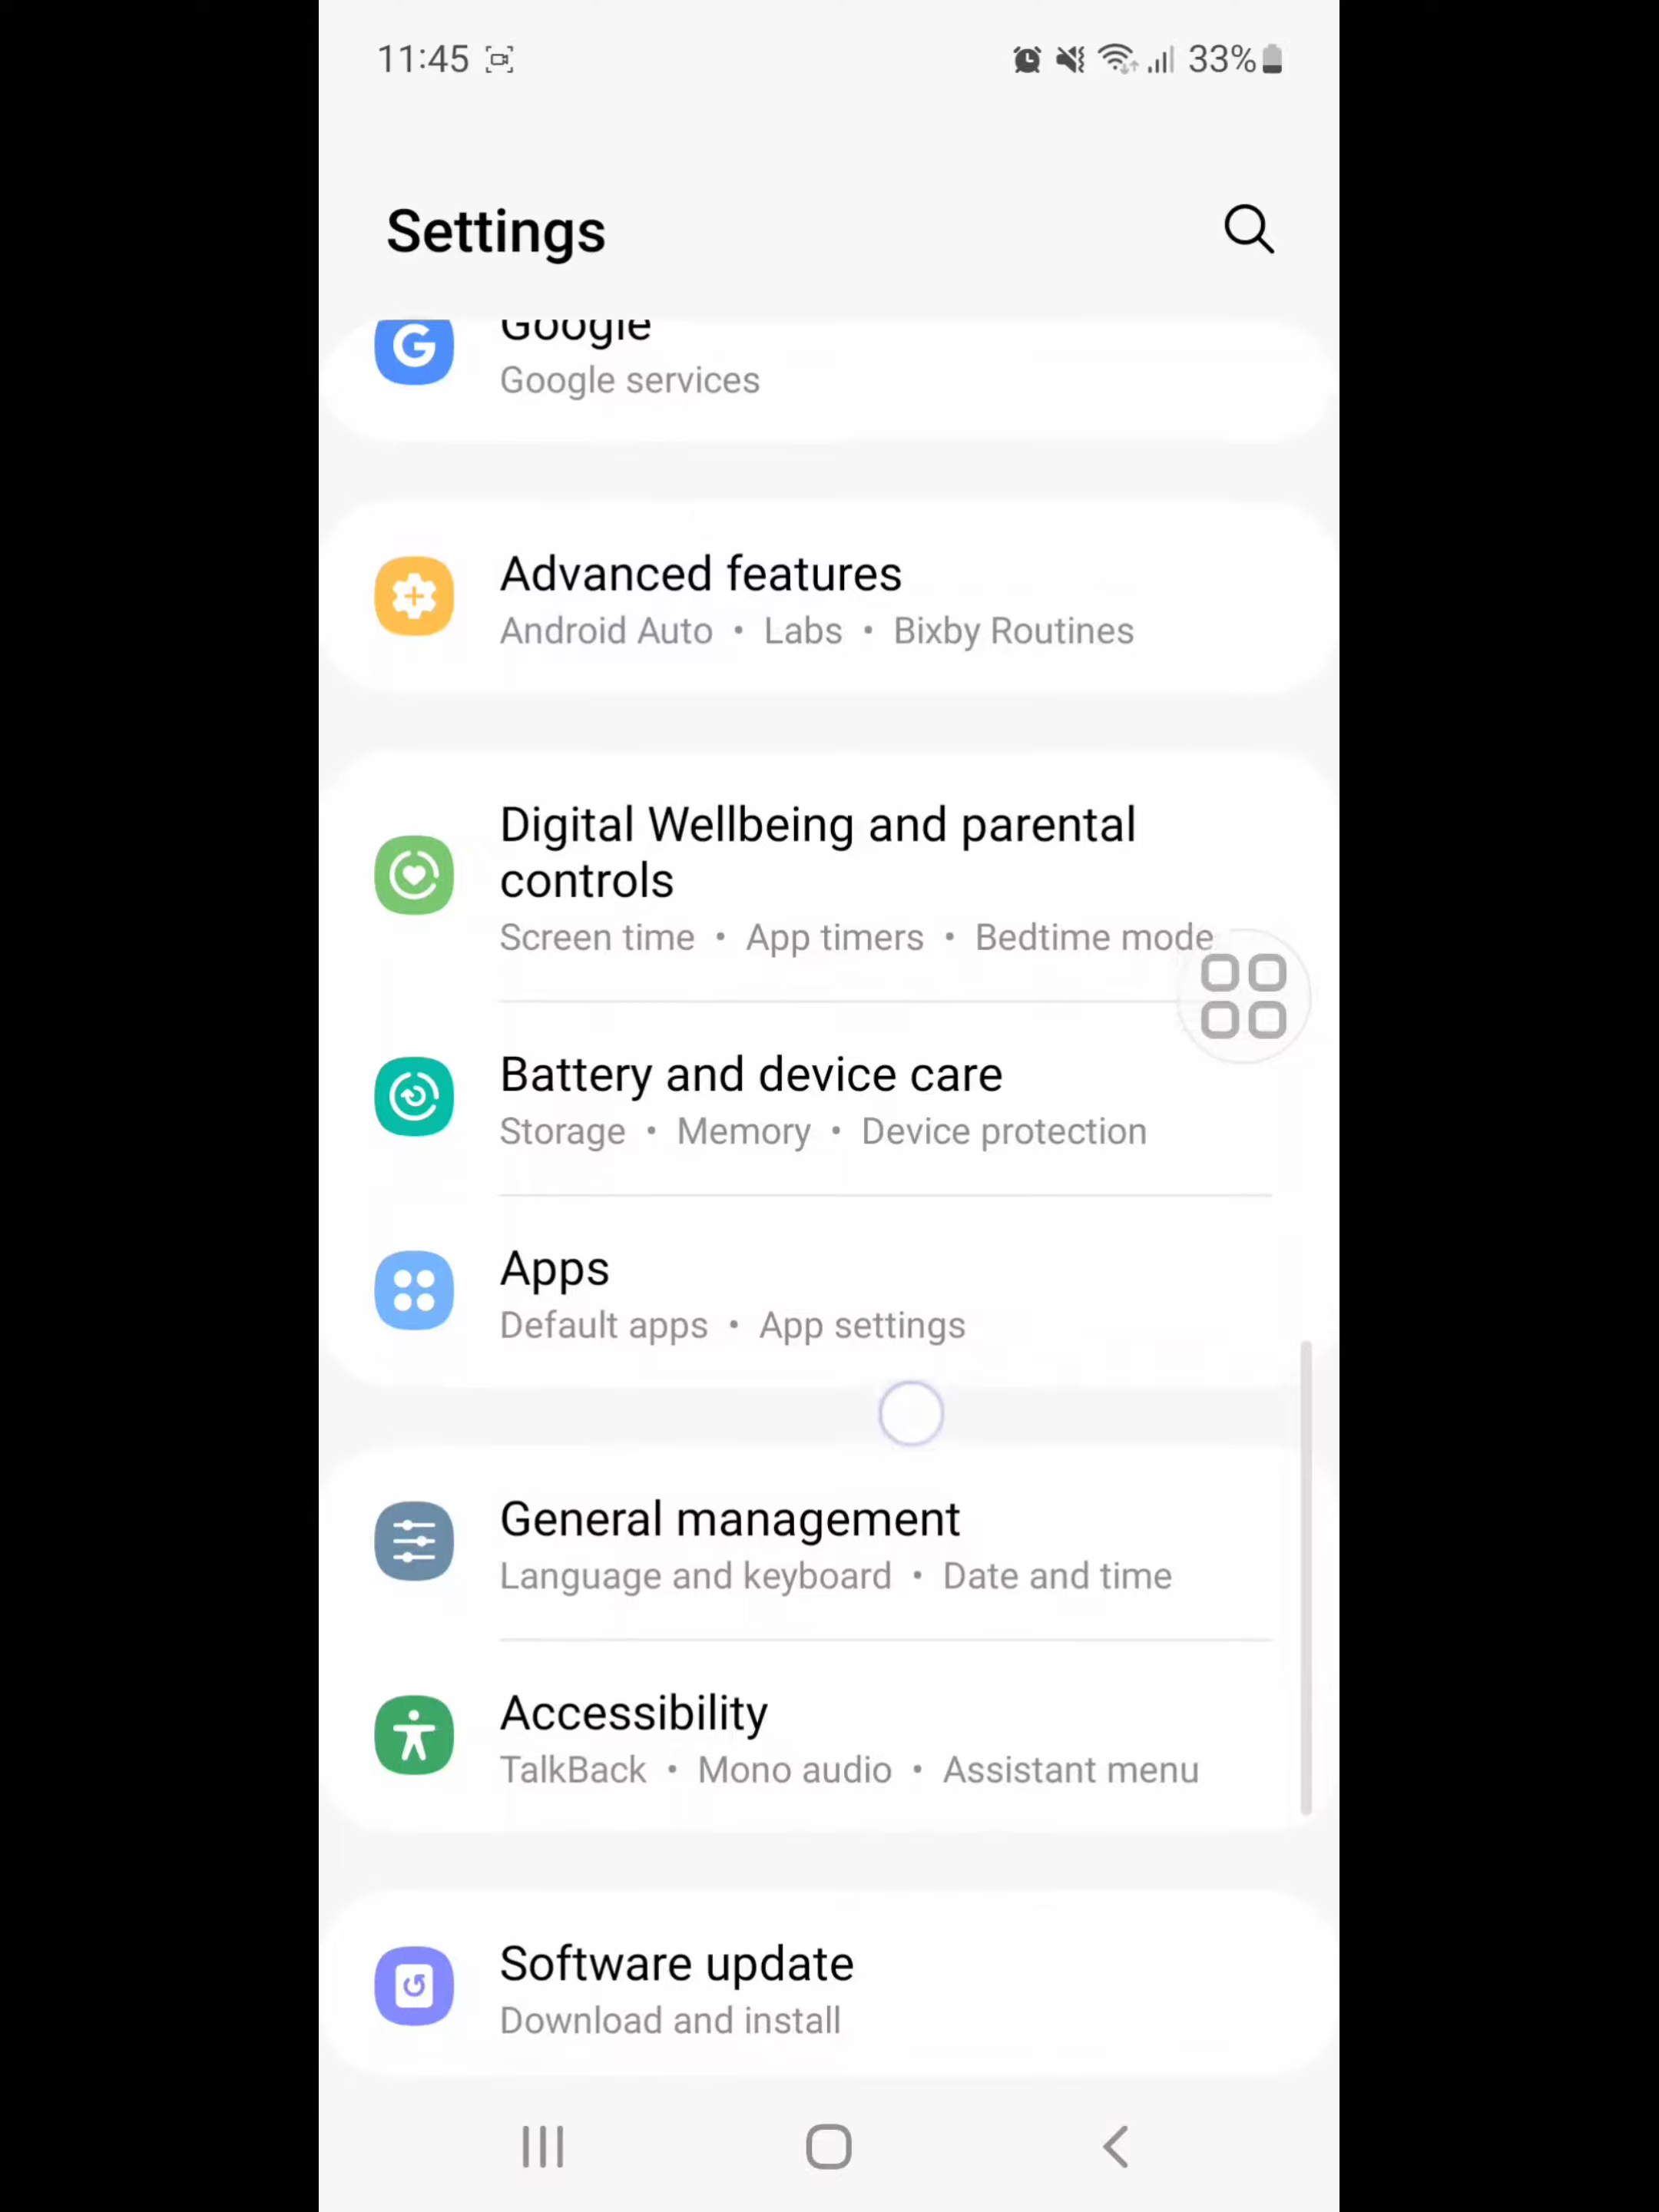 11:45 33%
Settings
Google
Google services
Advanced features
Android Auto • Labs • Bixby Routines
Digital Wellbeing and parental
controls
Screen time • App timers • Bedtime mode
Battery and device care
Storage • Memory • Device protection
Apps
Default apps • App settings
General management
Language and keyboard • Date and time
Accessibility
TalkBack • Mono audio • Assistant menu
Software update
Download and install